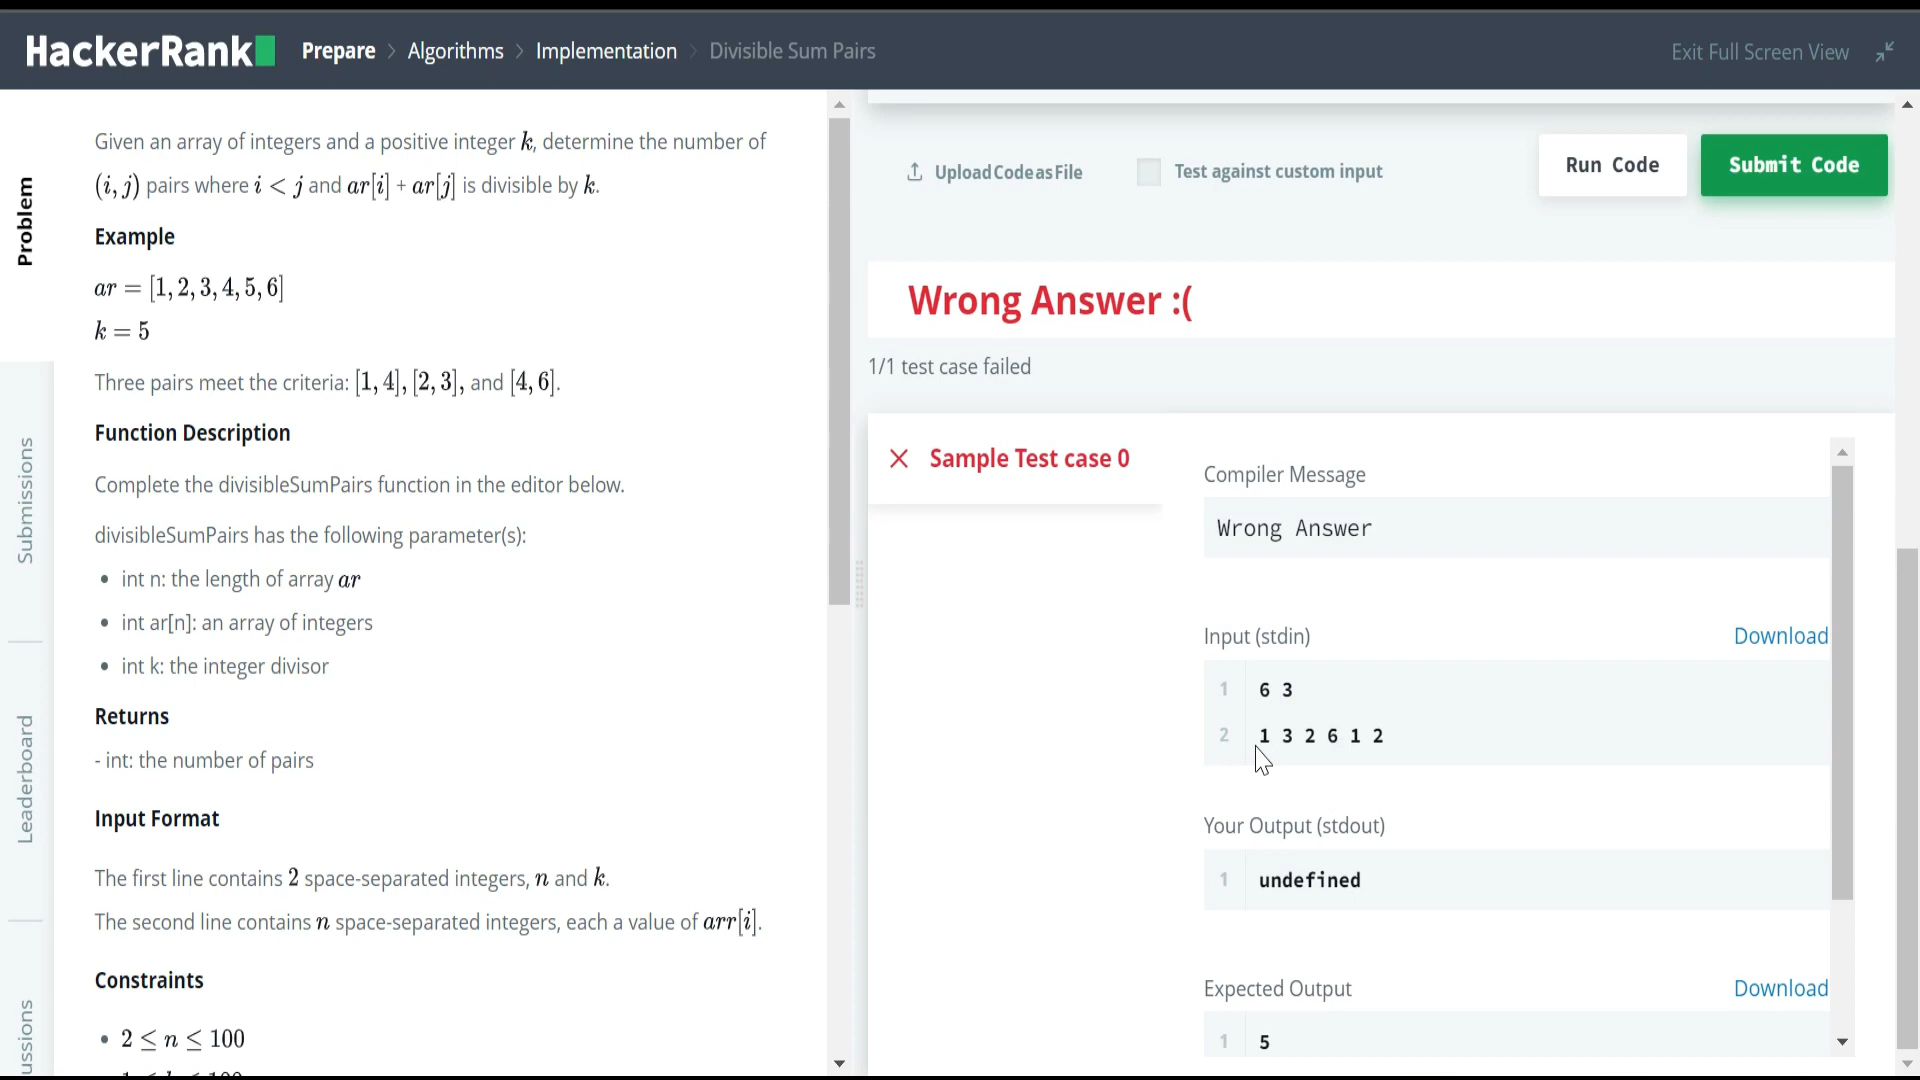 HackerRank Prepare > Algorithms > Implementation > Divisible Sum Pairs
Exit Full Screen View
Problem
Submissions
Leaderboard
ussions
Given an array of integers and a positive integer k, determine the number of
(i, j) pairs where i < j and ar[i] + ar[j] is divisible by k.
Example
ar = [1, 2, 3, 4, 5, 6]
k = 5
Three pairs meet the criteria: [1, 4], [2, 3], and [4, 6].
Function Description
Complete the divisibleSumPairs function in the editor below.
divisibleSumPairs has the following parameter(s):
• int n: the length of array ar
• int ar[n]: an array of integers
• int k: the integer divisor
Returns
- int: the number of pairs
Input Format
The first line contains 2 space-separated integers, n and k.
The second line contains n space-separated integers, each a value of arr[i].
Constraints
• 2 ≤ n ≤ 100
Upload Code as File
Test against custom input
Run Code
Submit Code
Wrong Answer :(
1/1 test case failed
Sample Test case 0
Compiler Message
Wrong Answer
Input (stdin)
Download
1 6 3
2 1 3 2 6 1 2
Your Output (stdout)
1 undefined
Expected Output
Download
1 5